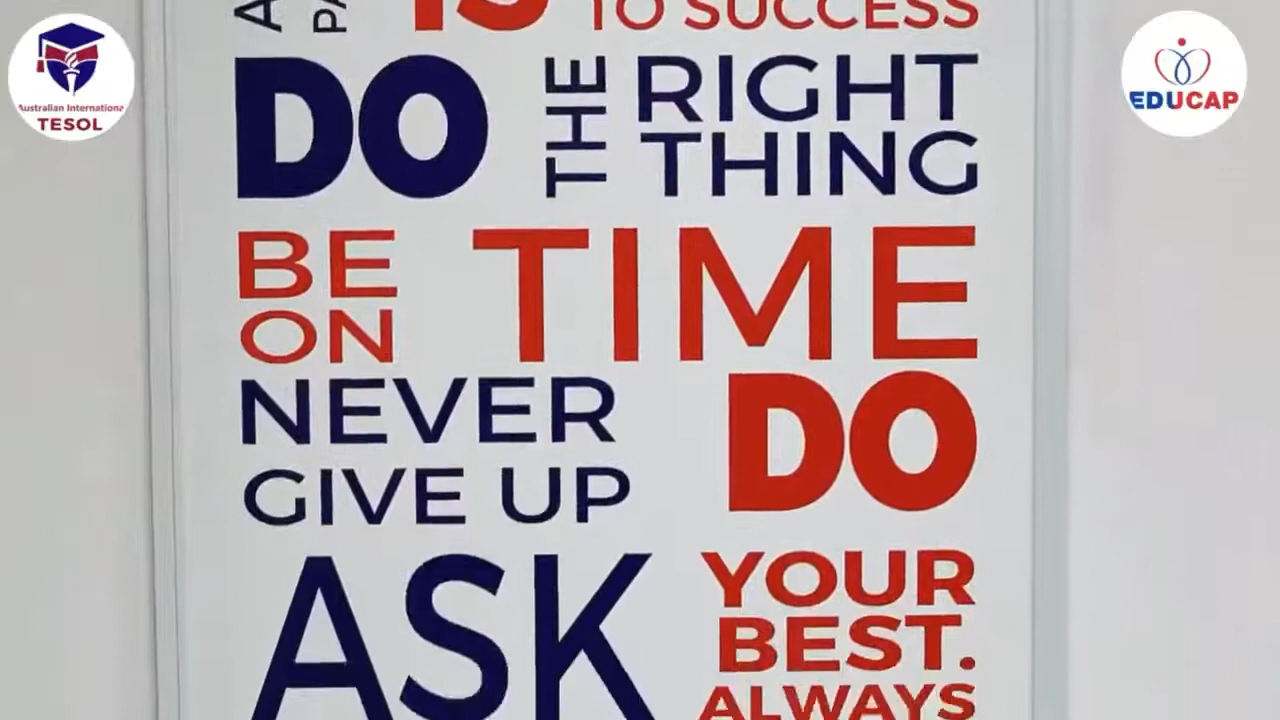 IS TO SUCCESS
DO THE RIGHT
THING
BE
ON TIME
NEVER
GIVE UP
DO
YOUR
BEST.
ASK
ALWAYS
Australian International
TESOL
EDUCAP